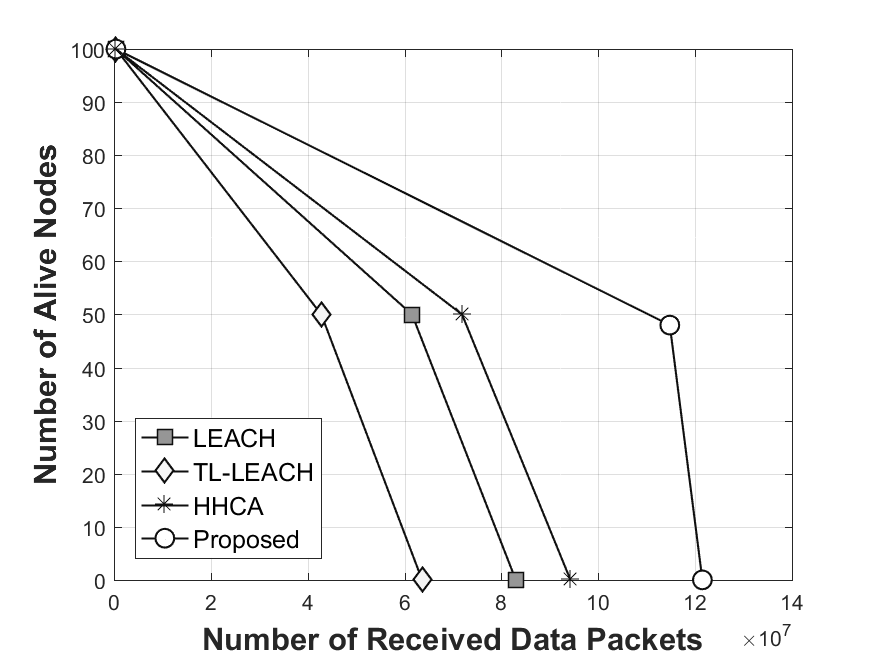 100
90
80
70
60
50
40
30
20
10
0
Number of Alive Nodes
LEACH
TL-LEACH
HHCA
Proposed
0 2 4 6 8 10 12 14
Number of Received Data Packets
×10⁷